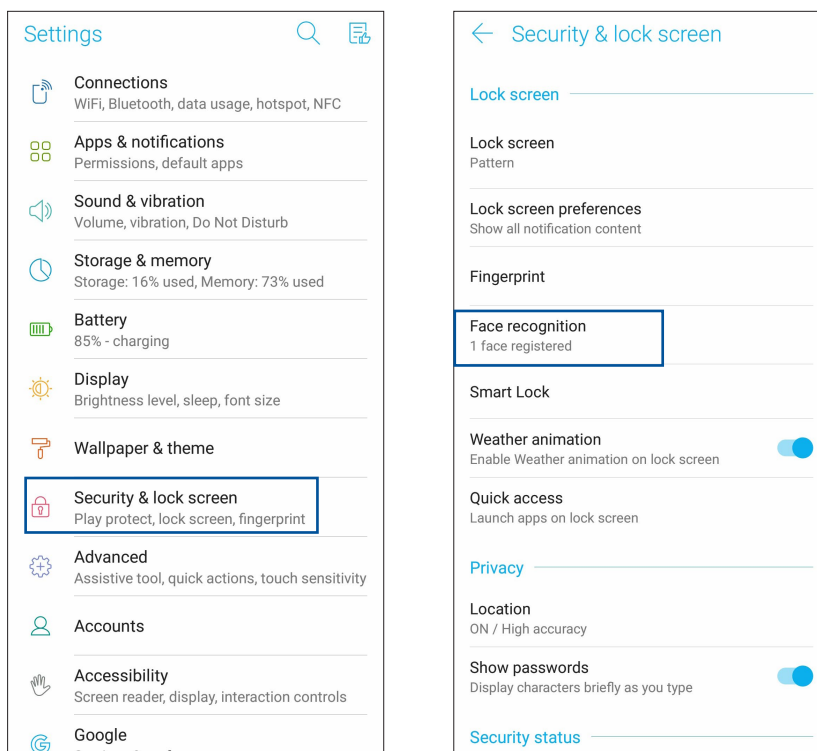 Settings
Connections
WiFi, Bluetooth, data usage, hotspot, NFC
Apps & notifications
Permissions, default apps
Sound & vibration
Volume, vibration, Do Not Disturb
Storage & memory
Storage: 16% used, Memory: 73% used
Battery
85% - charging
Display
Brightness level, sleep, font size
Wallpaper & theme
Security & lock screen
Play protect, lock screen, fingerprint
Advanced
Assistive tool, quick actions, touch sensitivity
Accounts
Accessibility
Screen reader, display, interaction controls
Google
Security & lock screen
Lock screen
Lock screen
Pattern
Lock screen preferences
Show all notification content
Fingerprint
Face recognition
1 face registered
Smart Lock
Weather animation
Enable Weather animation on lock screen
Quick access
Launch apps on lock screen
Privacy
Location
ON / High accuracy
Show passwords
Display characters briefly as you type
Security status